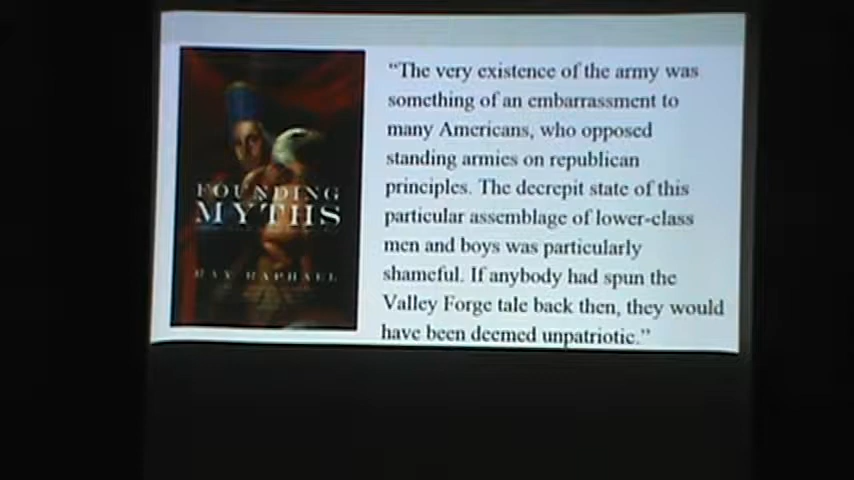 FOUNDING
MYTHS
RAY RAPHAEL
“The very existence of the army was
something of an embarrassment to
many Americans, who opposed
standing armies on republican
principles. The decrepit state of this
particular assemblage of lower-class
men and boys was particularly
shameful. If anybody had spun the
Valley Forge tale back then, they would
have been deemed unpatriotic.”